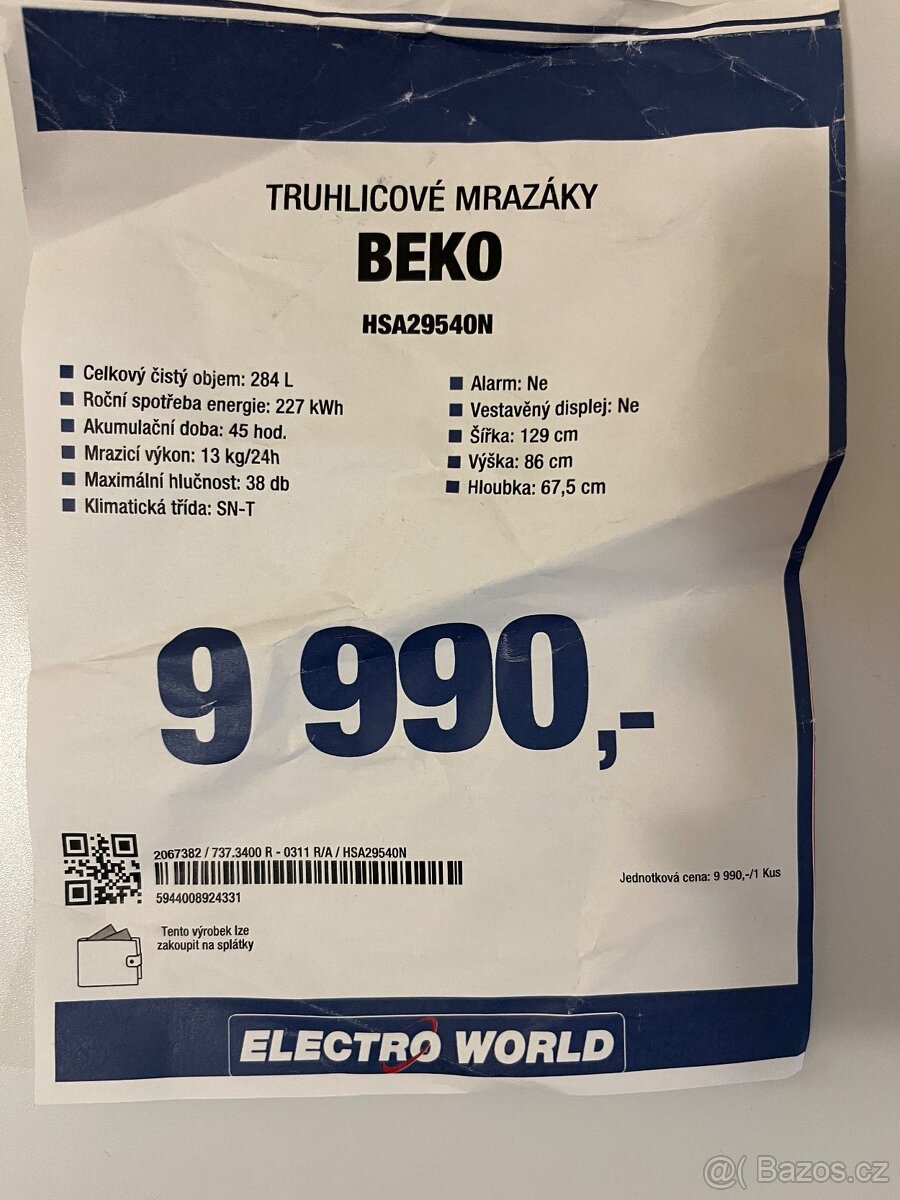 TRUHLICOVÉ MRAZÁKY
BEKO
HSA29540N
Celkový čistý objem: 284 L
Roční spotřeba energie: 227 kWh
Akumulační doba: 45 hod.
Mrazicí výkon: 13 kg/24h
Maximální hlučnost: 38 db
Klimatická třída: SN-T
Alarm: Ne
Vestavěný displej: Ne
Šířka: 129 cm
Výška: 86 cm
Hloubka: 67,5 cm
9 990,-
2067382 / 737.3400 R - 0311 R/A / HSA29540N
5944008924331
Jednotková cena: 9 990,-/1 Kus
Tento výrobek lze
zakoupit na splátky
ELECTRO WORLD
@( Bazos.cz